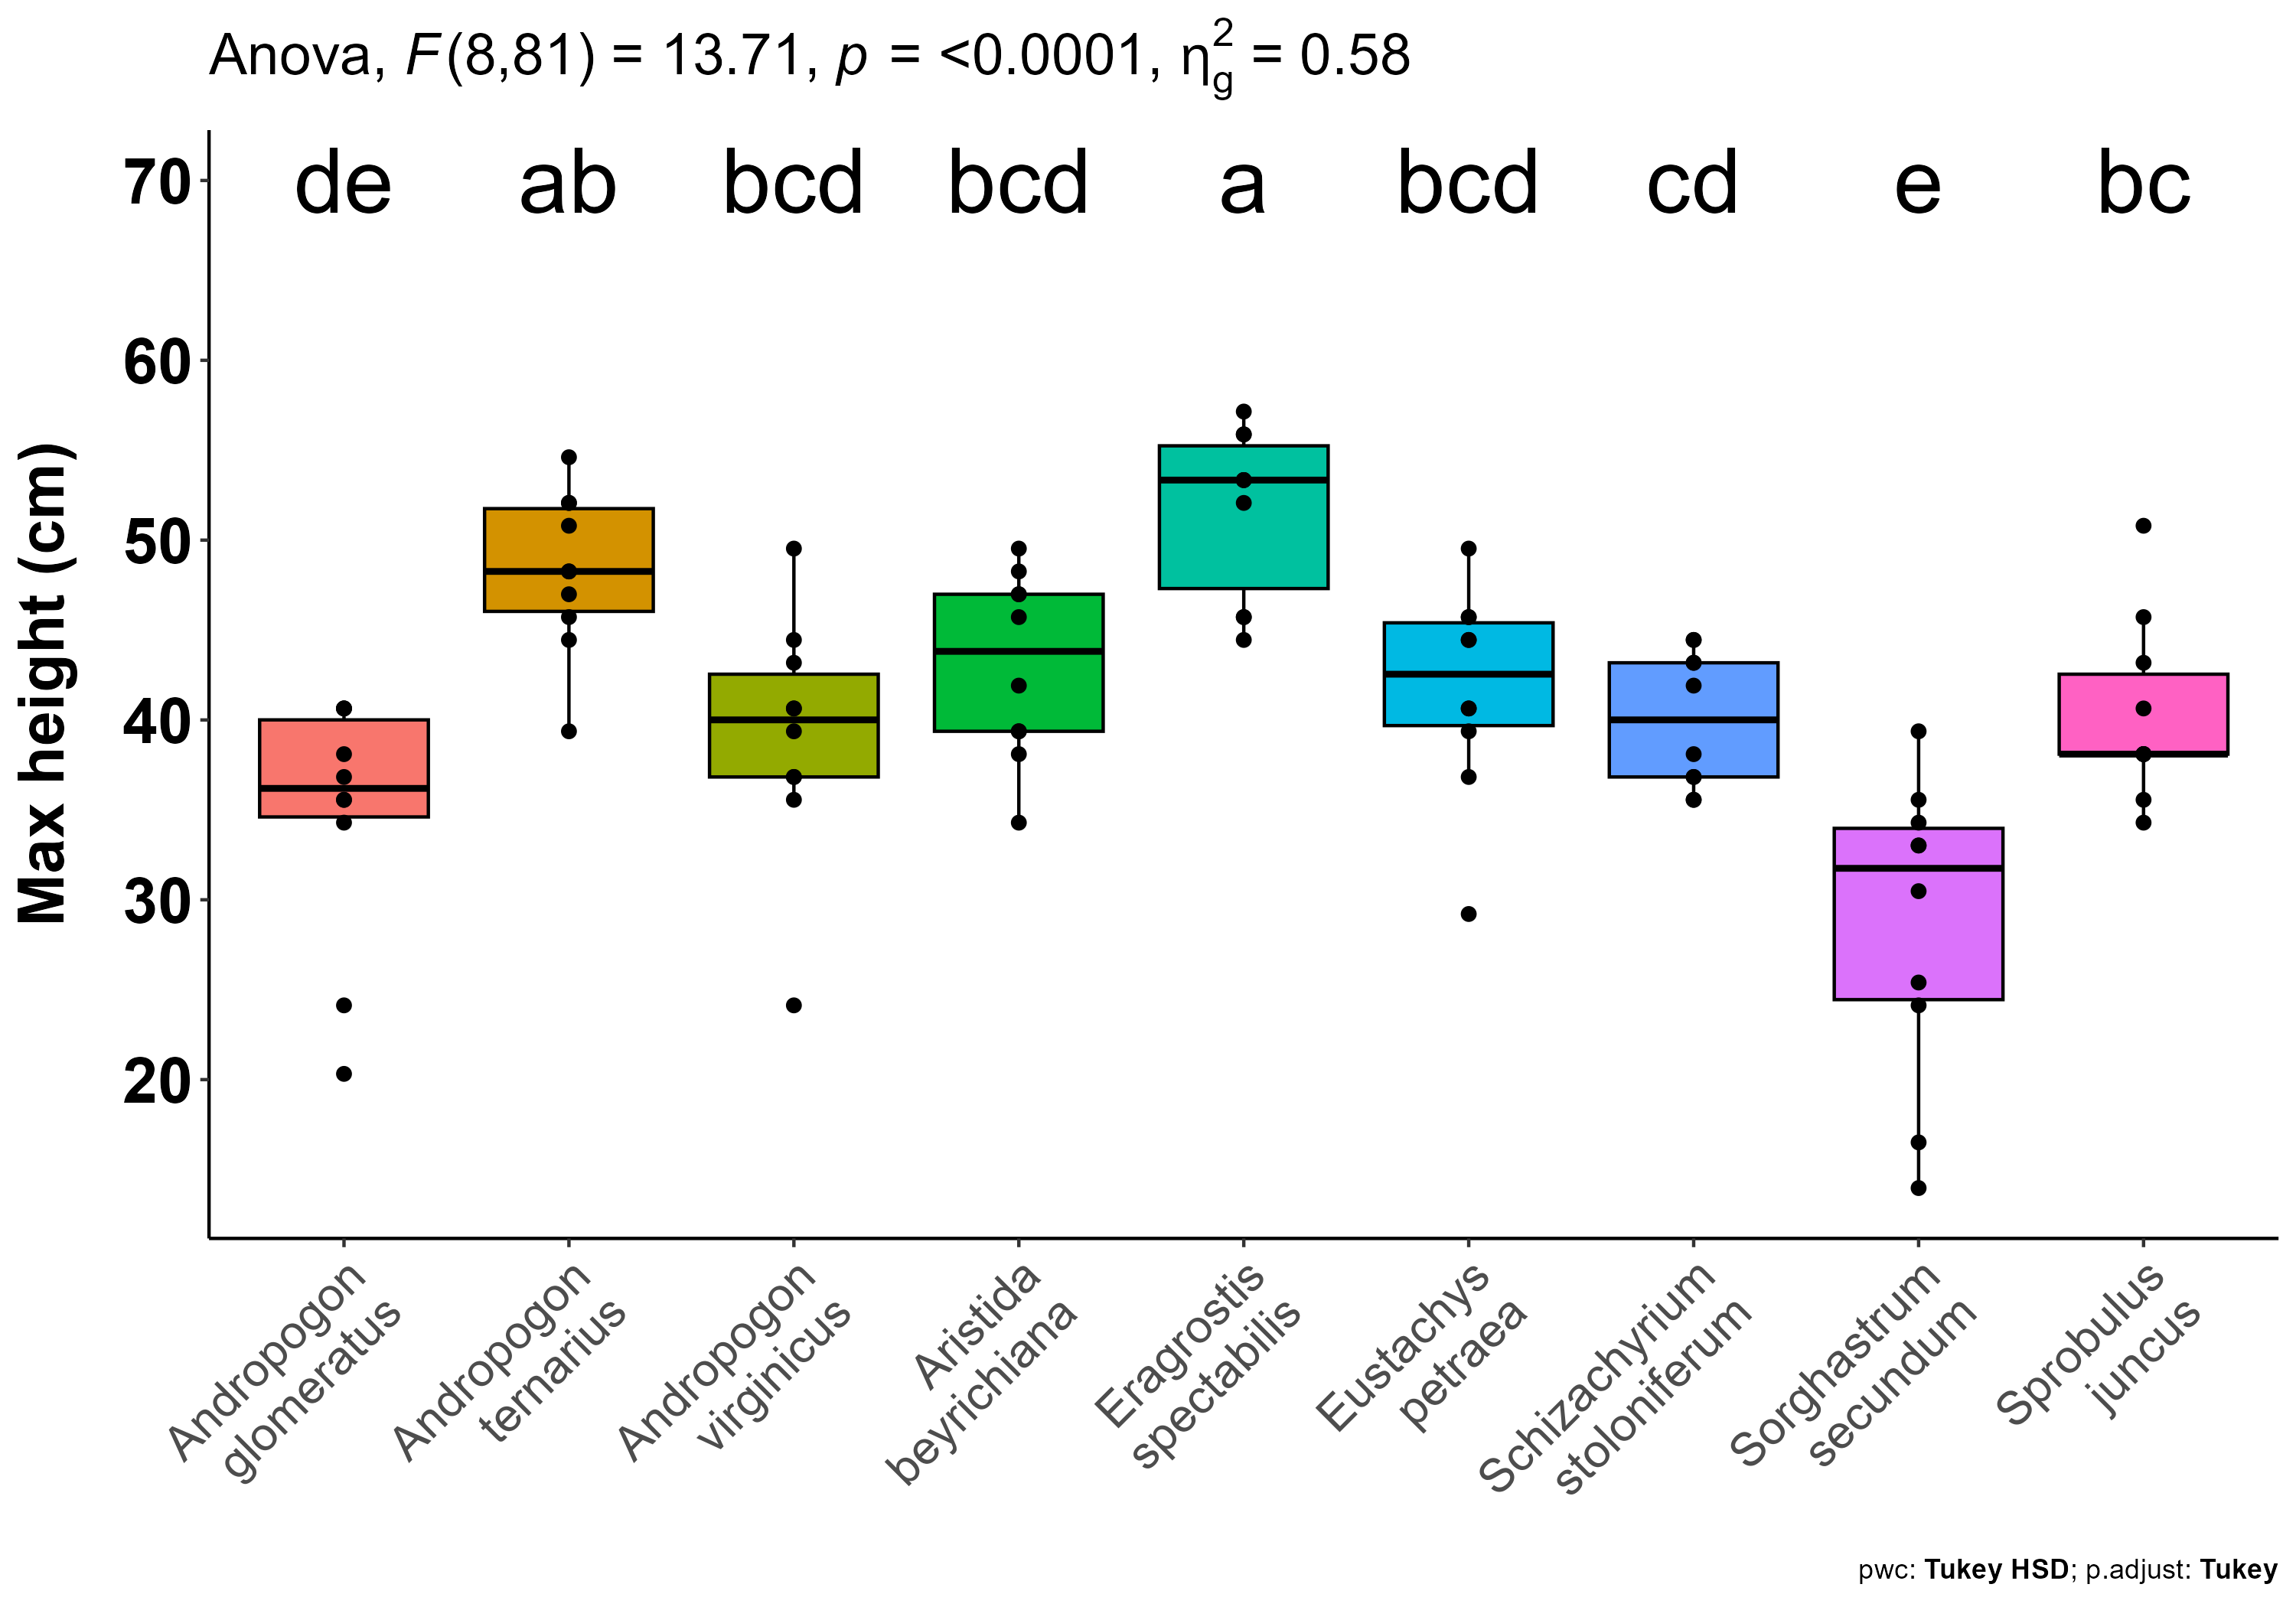 Anova, F(8,81) = 13.71, p = <0.0001, η²g = 0.58
de ab bcd bcd a bcd cd e bc
Max height (cm)
70
60
50
40
30
20
Andropogon
glomeratus
Andropogon
ternarius
Andropogon
virginicus
Aristida
beyrichiana
Eragrostis
spectabilis
Eustachys
petraea
Schizachyrium
stoloniferum
Sorghastrum
secundum
Sprobulus
juncus
pwc: Tukey HSD; p.adjust: Tukey